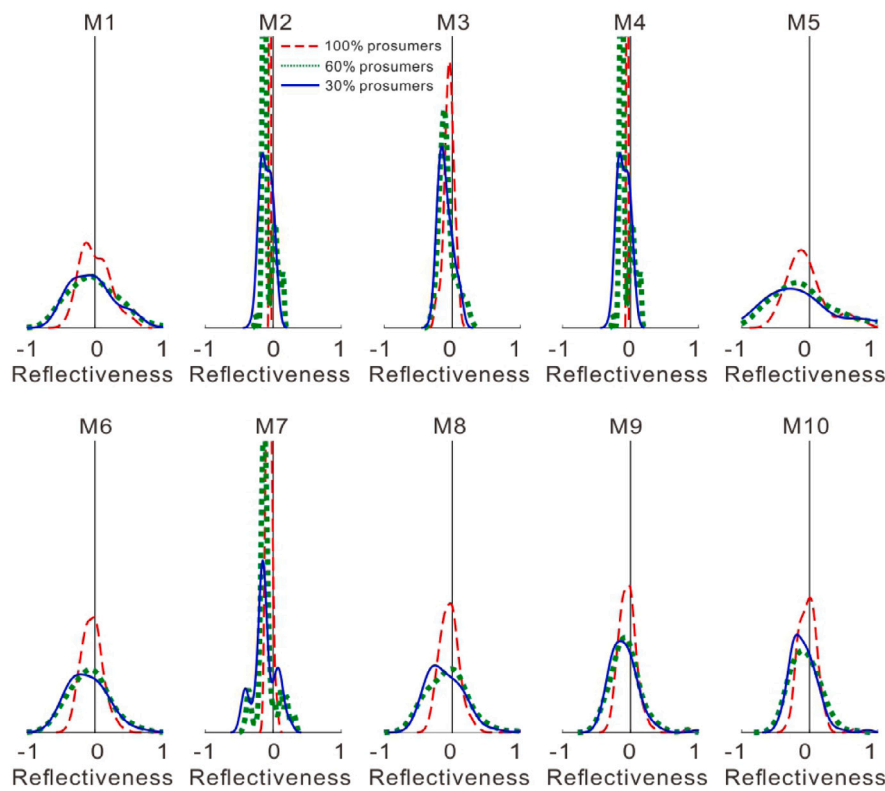 M1 M2 M3 M4 M5
100% prosumers
60% prosumers
30% prosumers
-1 0 1 -1 0 1 -1 0 1 -1 0 1 -1 0 1
Reflectiveness Reflectiveness Reflectiveness Reflectiveness Reflectiveness
M6 M7 M8 M9 M10
-1 0 1 -1 0 1 -1 0 1 -1 0 1 -1 0 1
Reflectiveness Reflectiveness Reflectiveness Reflectiveness Reflectiveness